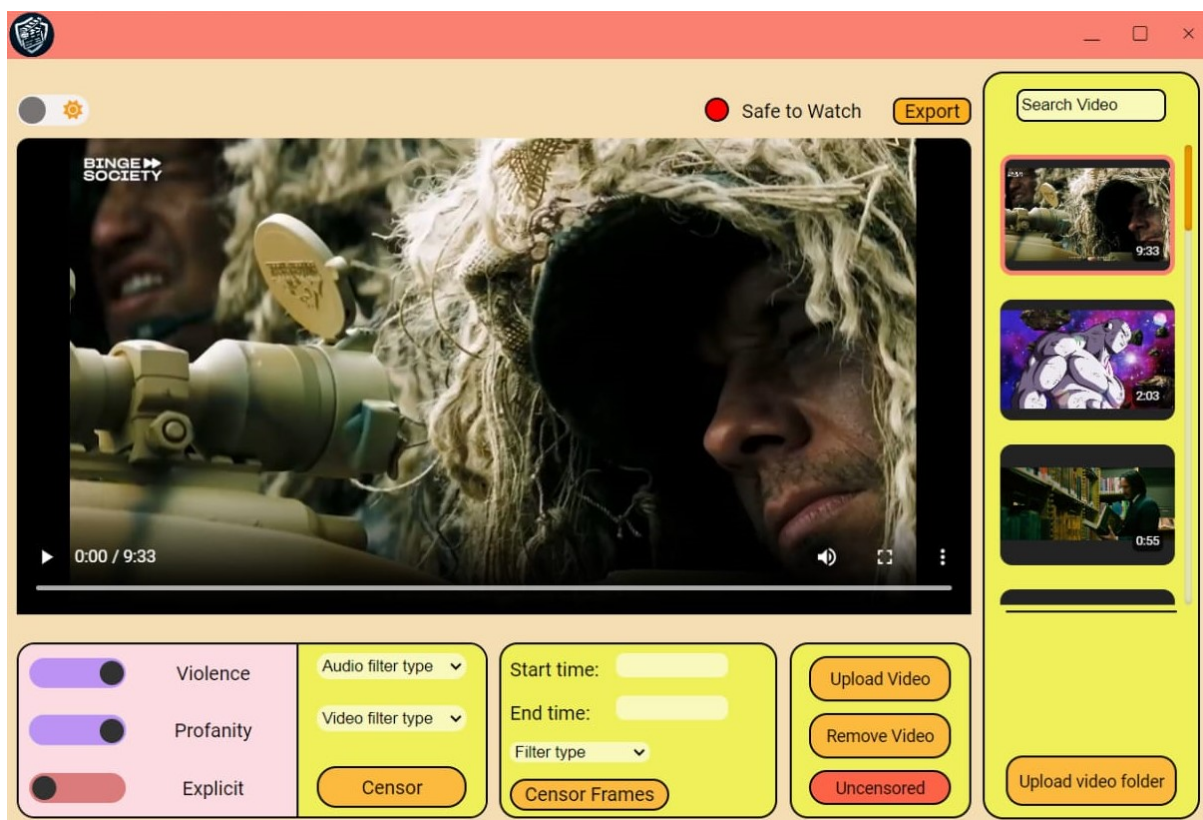 Safe to Watch
Export
Search Video
BINGE
SOCIETY
9:33
2:03
0:55
0:00 / 9:33
Violence
Profanity
Explicit
Audio filter type
Video filter type
Censor
Start time:
End time:
Filter type
Censor Frames
Upload Video
Remove Video
Uncensored
Upload video folder